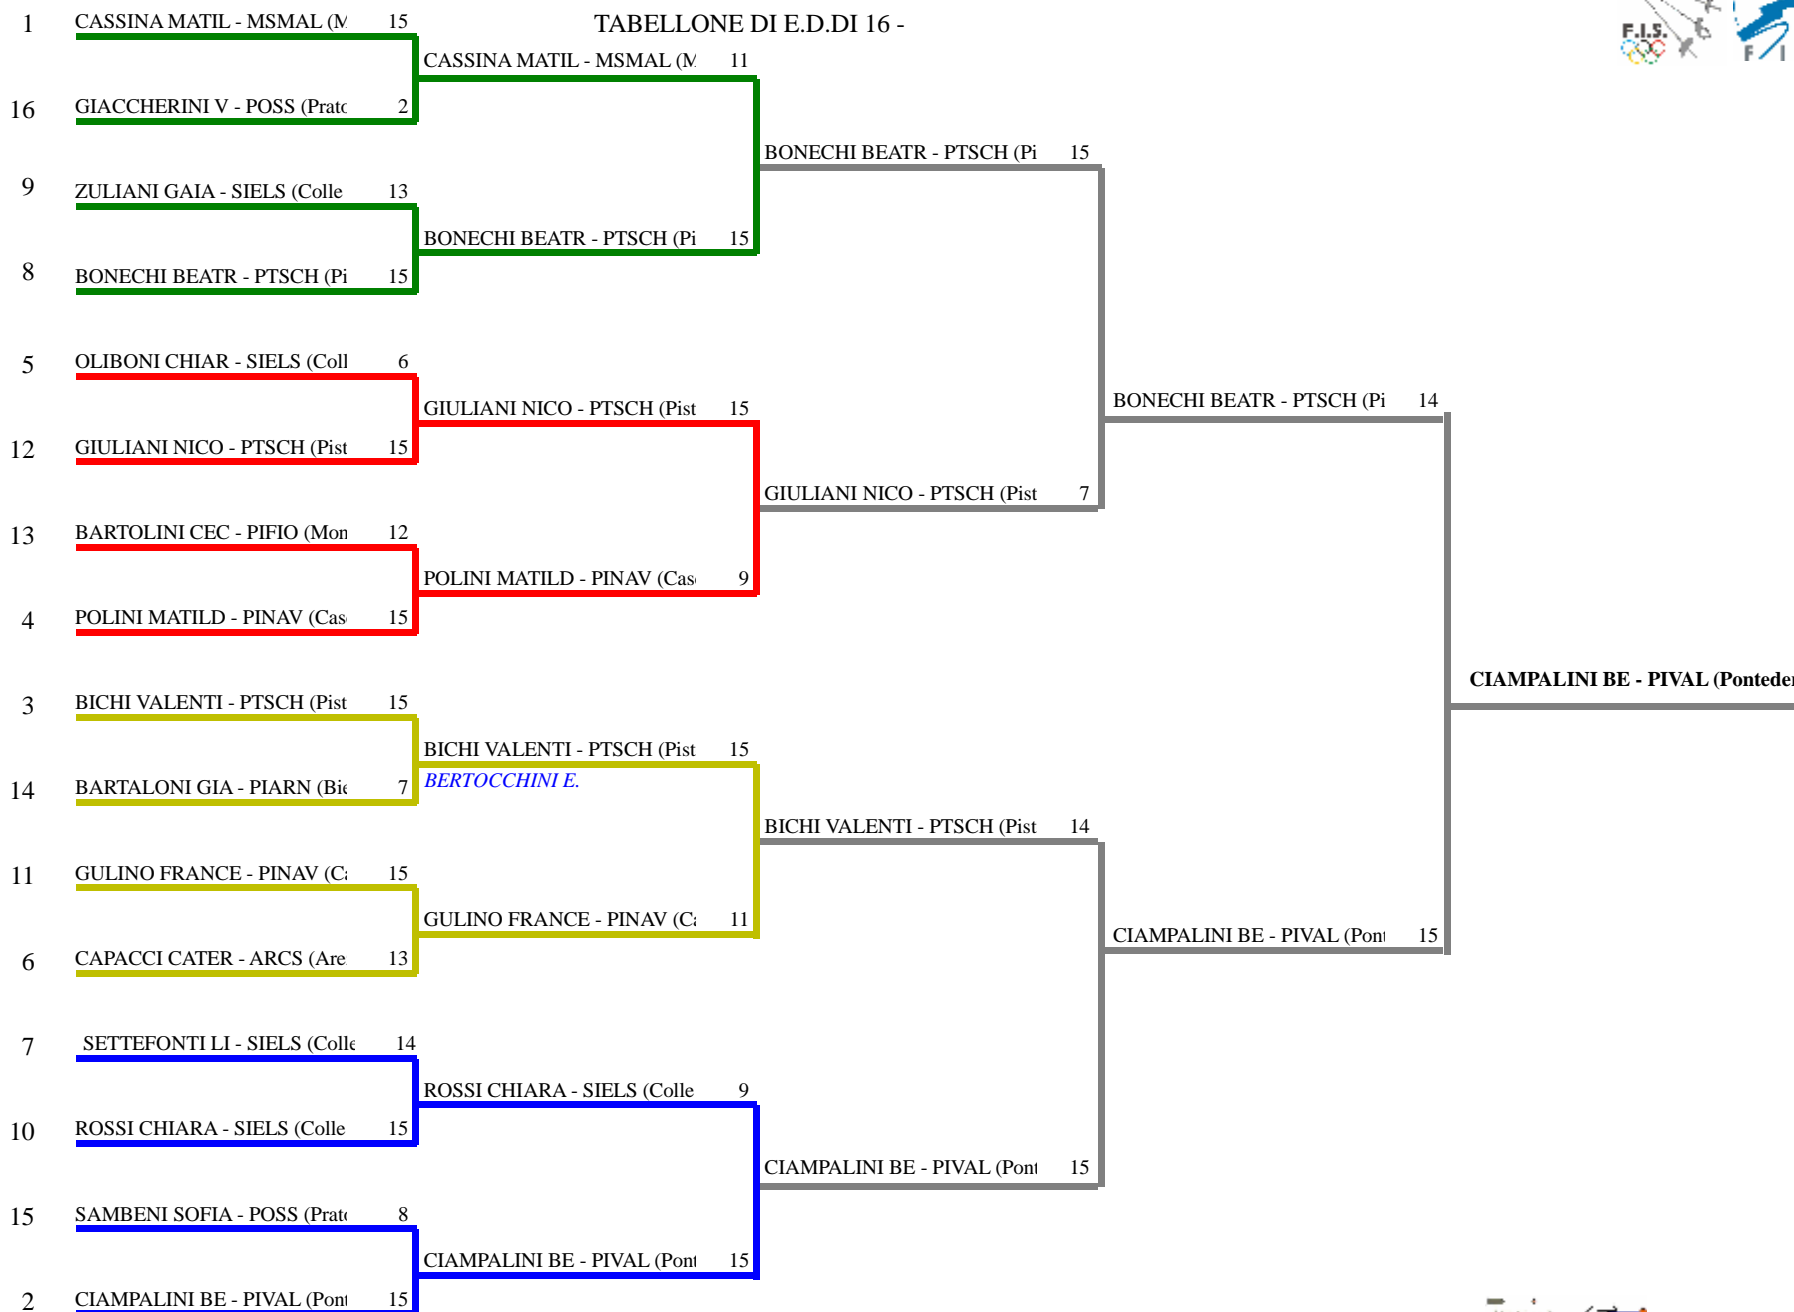 TABELLONE DI E.D.DI 16 -
F.I.S.
F I
1 CASSINA MATIL - MSMAL (M 15
CASSINA MATIL - MSMAL (M 11
16 GIACCHERINI V - POSS (Prato 2
BONECHI BEATR - PTSCH (Pi 15
9 ZULIANI GAIA - SIELS (Colle 13
BONECHI BEATR - PTSCH (Pi 15
8 BONECHI BEATR - PTSCH (Pi 15
5 OLIBONI CHIAR - SIELS (Coll 6
GIULIANI NICO - PTSCH (Pist 15
BONECHI BEATR - PTSCH (Pi 14
12 GIULIANI NICO - PTSCH (Pist 15
GIULIANI NICO - PTSCH (Pist 7
13 BARTOLINI CEC - PIFIO (Mon 12
POLINI MATILD - PINAV (Cas 9
4 POLINI MATILD - PINAV (Cas 15
CIAMPALINI BE - PIVAL (Ponteder
3 BICHI VALENTI - PTSCH (Pist 15
BICHI VALENTI - PTSCH (Pist 15
BERTOCCHINI E.
14 BARTALONI GIA - PIARN (Bie 7
BICHI VALENTI - PTSCH (Pist 14
11 GULINO FRANCE - PINAV (Ca 15
GULINO FRANCE - PINAV (Ca 11
CIAMPALINI BE - PIVAL (Pont 15
6 CAPACCI CATER - ARCS (Are 13
7 SETTEFONTI LI - SIELS (Colle 14
ROSSI CHIARA - SIELS (Colle 9
10 ROSSI CHIARA - SIELS (Colle 15
CIAMPALINI BE - PIVAL (Pont 15
15 SAMBENI SOFIA - POSS (Prato 8
CIAMPALINI BE - PIVAL (Pont 15
2 CIAMPALINI BE - PIVAL (Pont 15